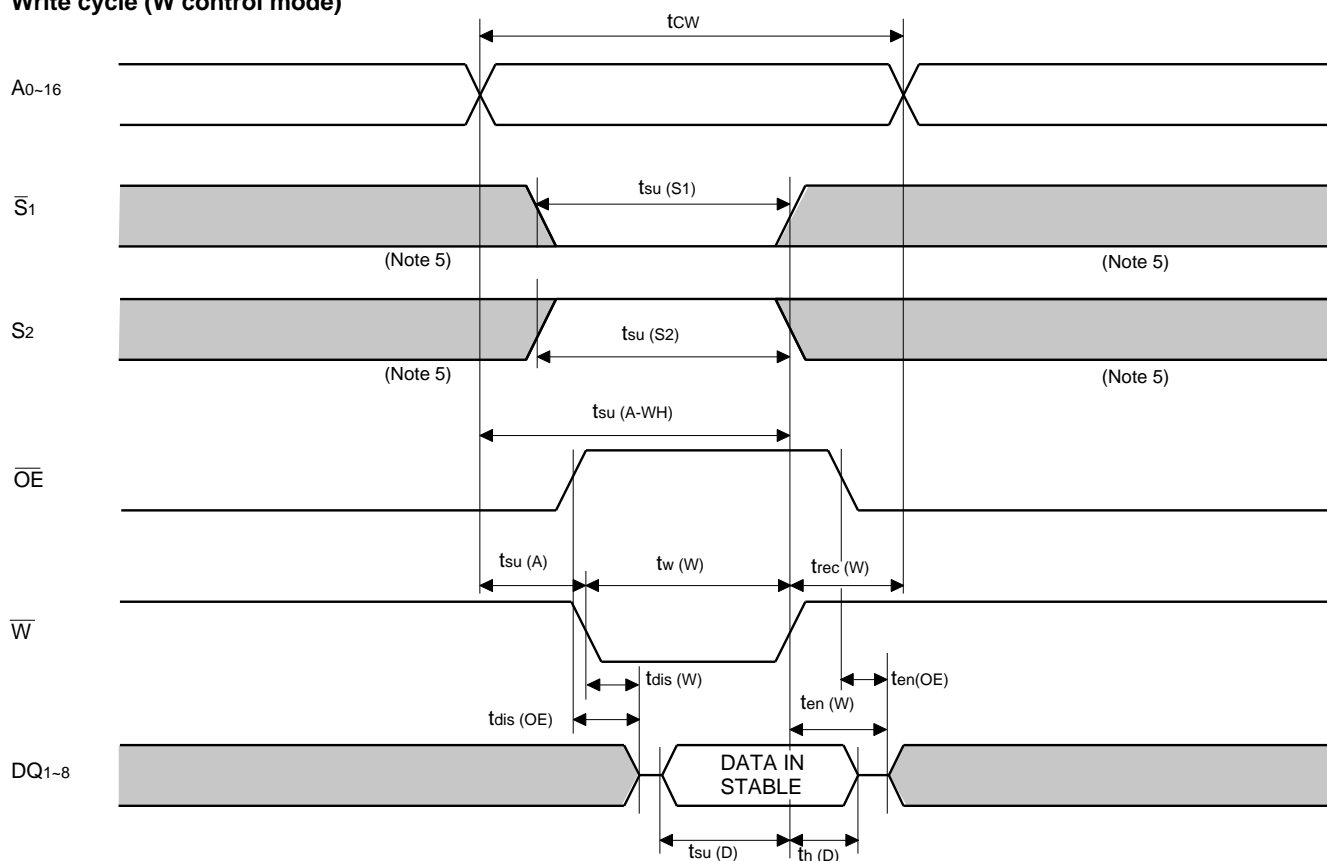 Write cycle (W control mode)
tCW
A0~16
tsu (S1)
S̅1
(Note 5)
(Note 5)
S2
tsu (S2)
(Note 5)
(Note 5)
tsu (A-WH)
O̅E̅
tsu (A)
tw (W)
trec (W)
W̅
tdis (W)
ten(OE)
tdis (OE)
ten (W)
DQ1~8
DATA IN
STABLE
tsu (D)
th (D)